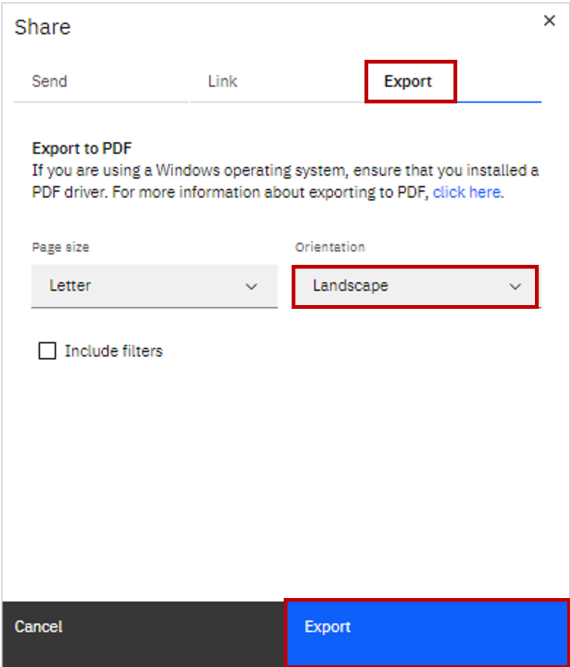 Share
Send Link Export
Export to PDF
If you are using a Windows operating system, ensure that you installed a
PDF driver. For more information about exporting to PDF, click here.
Page size Orientation
Letter Landscape
Include filters
Cancel Export